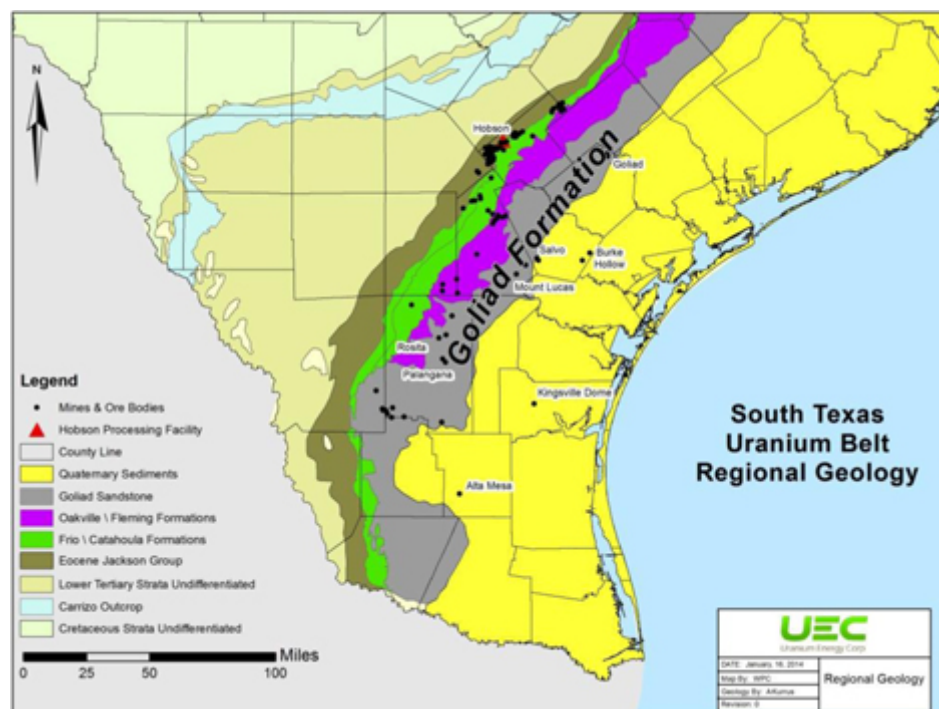 N
Hobson
Goliad
Goliad Formation
Salvo
Burke
Hollow
Mount Lucas
Rosita
Palangana
Kingsville Dome
Alta Mesa
South Texas
Uranium Belt
Regional Geology
Legend
Mines & Ore Bodies
Hobson Processing Facility
County Line
Quaternary Sediments
Goliad Sandstone
Oakville \ Fleming Formations
Frio \ Catahoula Formations
Eocene Jackson Group
Lower Tertiary Strata Undifferentiated
Carrizo Outcrop
Cretaceous Strata Undifferentiated
Miles
0 25 50 100
UEC
Uranium Energy Corp
DATE: January, 16, 2014
Map By: WPC
Geology By: AKurrus
Revision: 0
Regional Geology